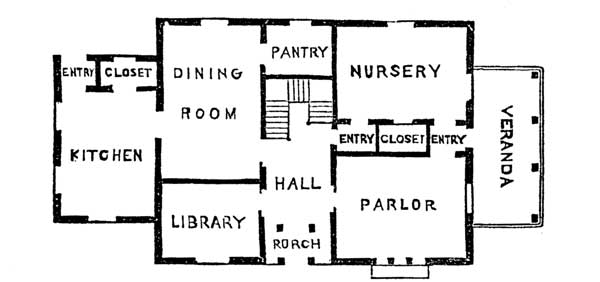 PANTRY
ENTRY
CLOSET
DINING
ROOM
NURSERY
VERANDA
KITCHEN
ENTRY
CLOSET
ENTRY
HALL
LIBRARY
PARLOR
PORCH